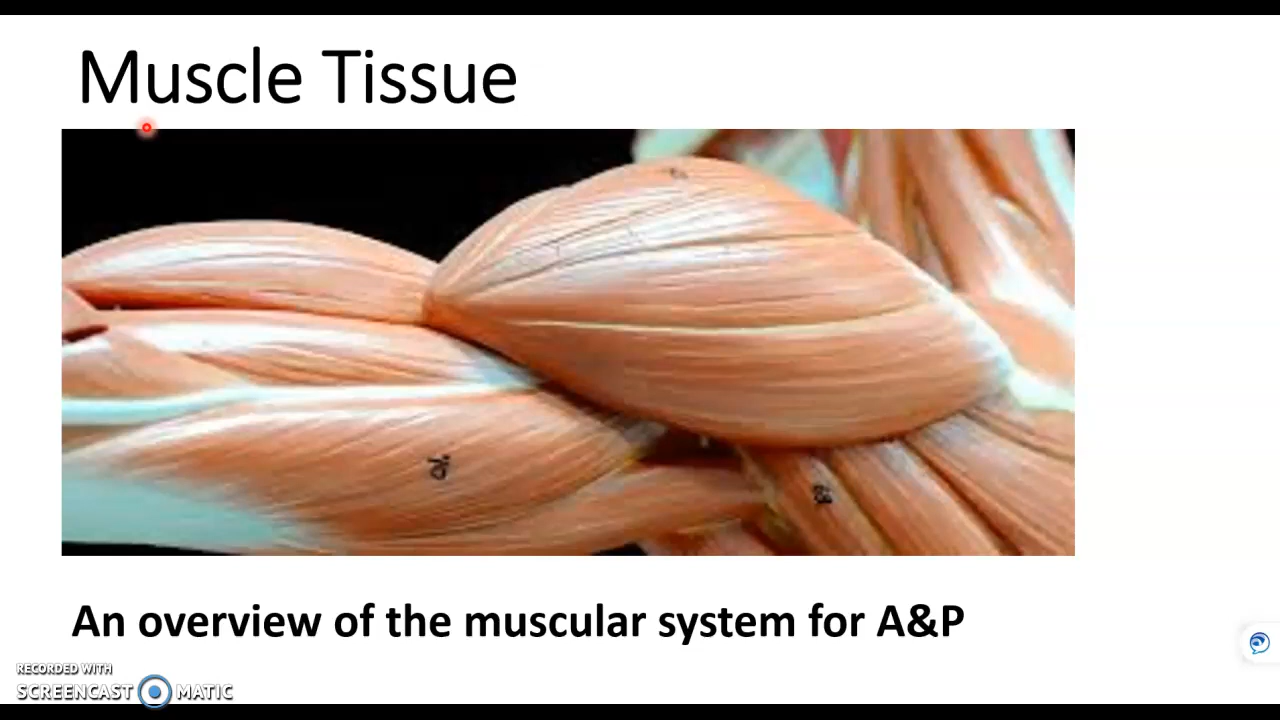 Muscle Tissue
An overview of the muscular system for A&P
RECORDED WITH
SCREENCAST MATIC